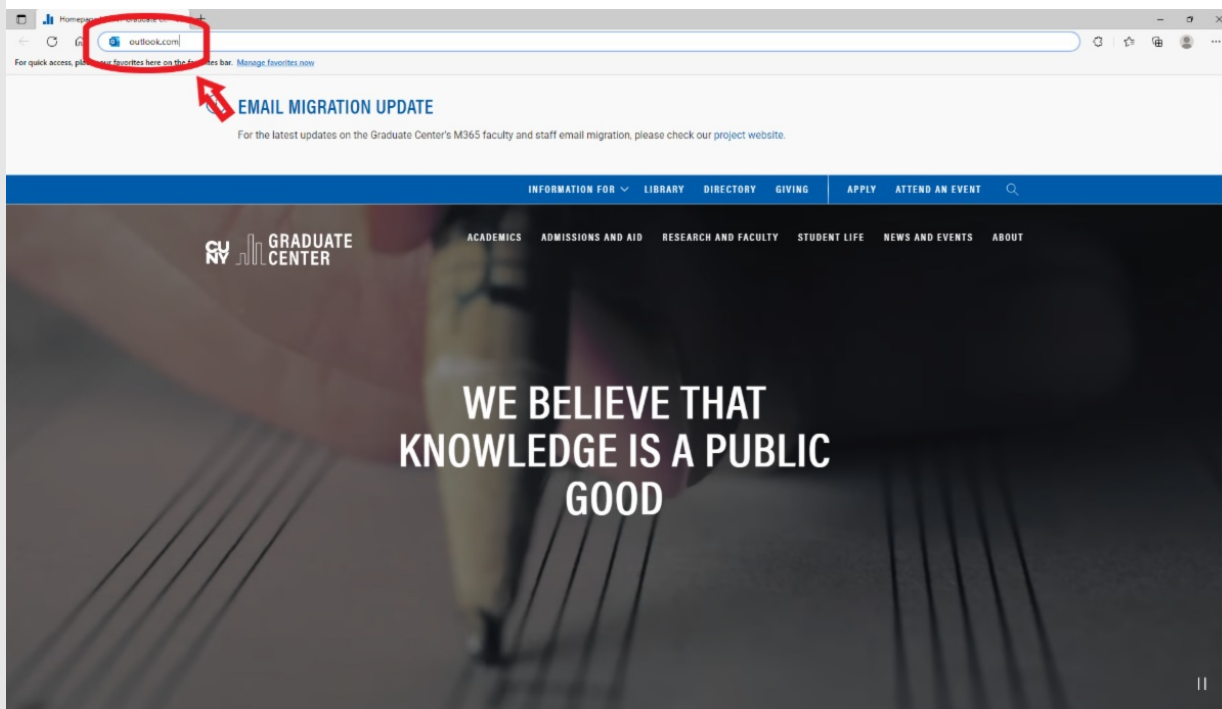 Homepage
outlook.com
For quick access, place your favorites here on the favorites bar. Manage favorites now
EMAIL MIGRATION UPDATE
For the latest updates on the Graduate Center's M365 faculty and staff email migration, please check our project website.
INFORMATION FOR LIBRARY DIRECTORY GIVING APPLY ATTEND AN EVENT
CU
NY
GRADUATE
CENTER
ACADEMICS ADMISSIONS AND AID RESEARCH AND FACULTY STUDENT LIFE NEWS AND EVENTS ABOUT
WE BELIEVE THAT
KNOWLEDGE IS A PUBLIC
GOOD